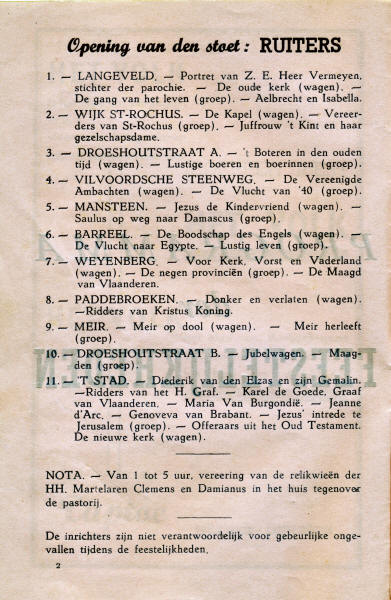 Opening van den stoet : RUITERS
1. — LANGEVELD. — Portret van Z. E. Heer Vermeyen,
stichter der parochie. — De oude kerk (wagen). —
De gang van het leven (groep). — Aelbrecht en Isabella.
2. — WIJK ST-ROCHUS. — De Kapel (wagen). — Vereer-
ders van St-Rochus (groep). — Juffrouw 't Kint en haar
gezelschapsdame.
3. — DROESHOUTSTRAAT A. — 't Boteren in den ouden
tijd (wagen). — Lustige boeren en boerinnen (groep).
4. — VILVOORDSCHE STEENWEG. — De Vereenigde
Ambachten (wagen). — De Vlucht van '40 (groep).
5. — MANSTEEN. — Jezus de Kindervriend (wagen). —
Saulus op weg naar Damascus (groep).
6. — BARREEL. — De Boodschap des Engels (wagen). —
De Vlucht naar Egypte. — Lustig leven (groep).
7. — WEYENBERG. — Voor Kerk, Vorst en Vaderland
(wagen). — De negen provinciën (groep). — De Maagd
van Vlaanderen.
8. — PADDEBROEKEN. — Donker en verlaten (wagen).
—Ridders van Kristus Koning.
9. — MEIR. — Meir op dool (wagen). — Meir herleeft
(groep).
10. — DROESHOUTSTRAAT B. — Jubelwagen. — Maag-
den (groep).
11. — 'T STAD. — Diederik van den Elzas en zijn Gemalin.
—Ridders van het H. Graf. — Karel de Goede, Graaf
van Vlaanderen. — Maria Van Burgondië. — Jeanne
d'Arc. — Genoveva van Brabant. — Jezus' intrede te
Jerusalem (groep). — Offeraars uit het Oud Testament.
De nieuwe kerk (wagen).
NOTA. — Van 1 tot 5 uur, vereering van de relikwieën der
HH. Martelaren Clemens en Damianus in het huis tegenover
de pastorij.
De inrichters zijn niet verantwoordelijk voor gebeurlijke onge-
vallen tijdens de feestelijkheden.
2